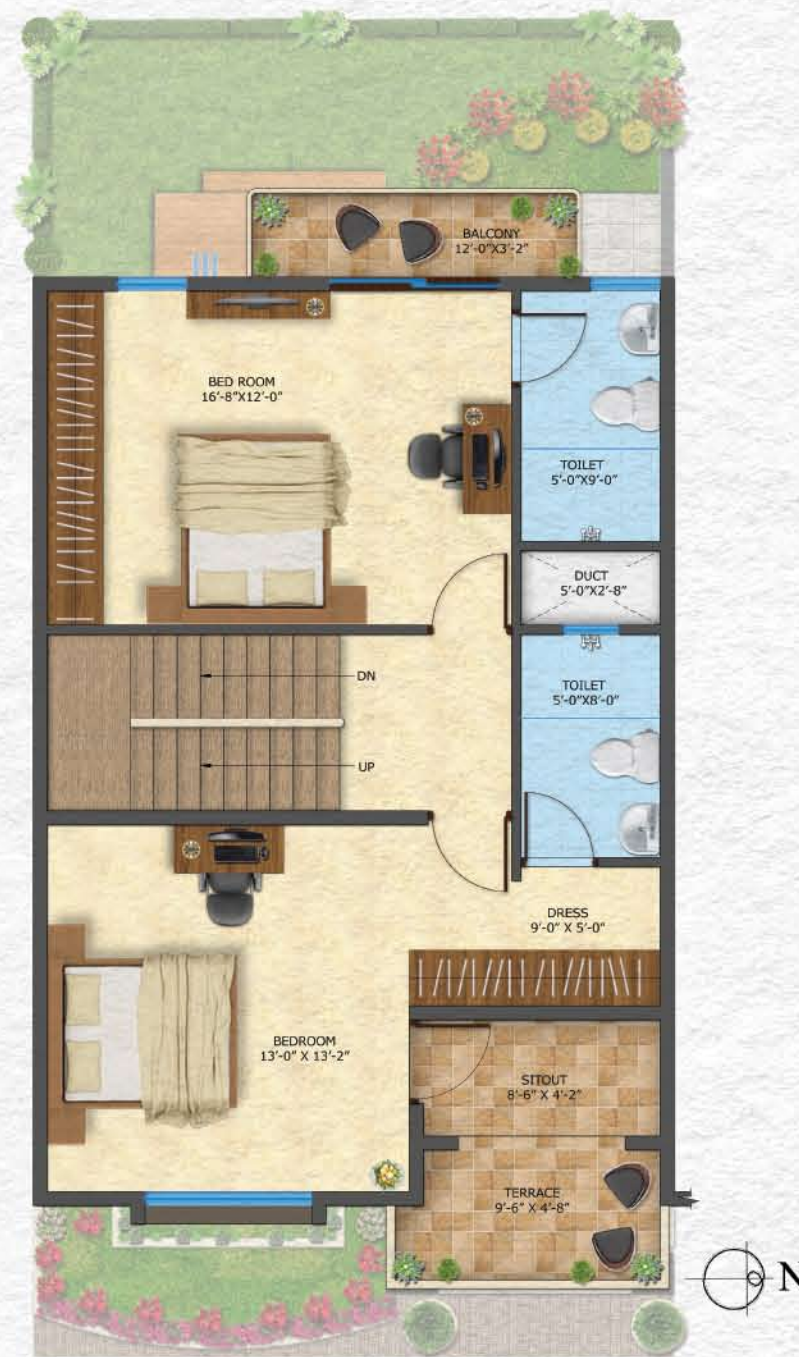 BALCONY
12'-0"X3'-2"
BED ROOM
16'-8"X12'-0"
TOILET
5'-0"X9'-0"
DUCT
5'-0"X2'-8"
DN
TOILET
5'-0"X8'-0"
UP
DRESS
9'-0" X 5'-0"
BEDROOM
13'-0" X 13'-2"
SITOUT
8'-6" X 4'-2"
TERRACE
9'-6" X 4'-8"
N